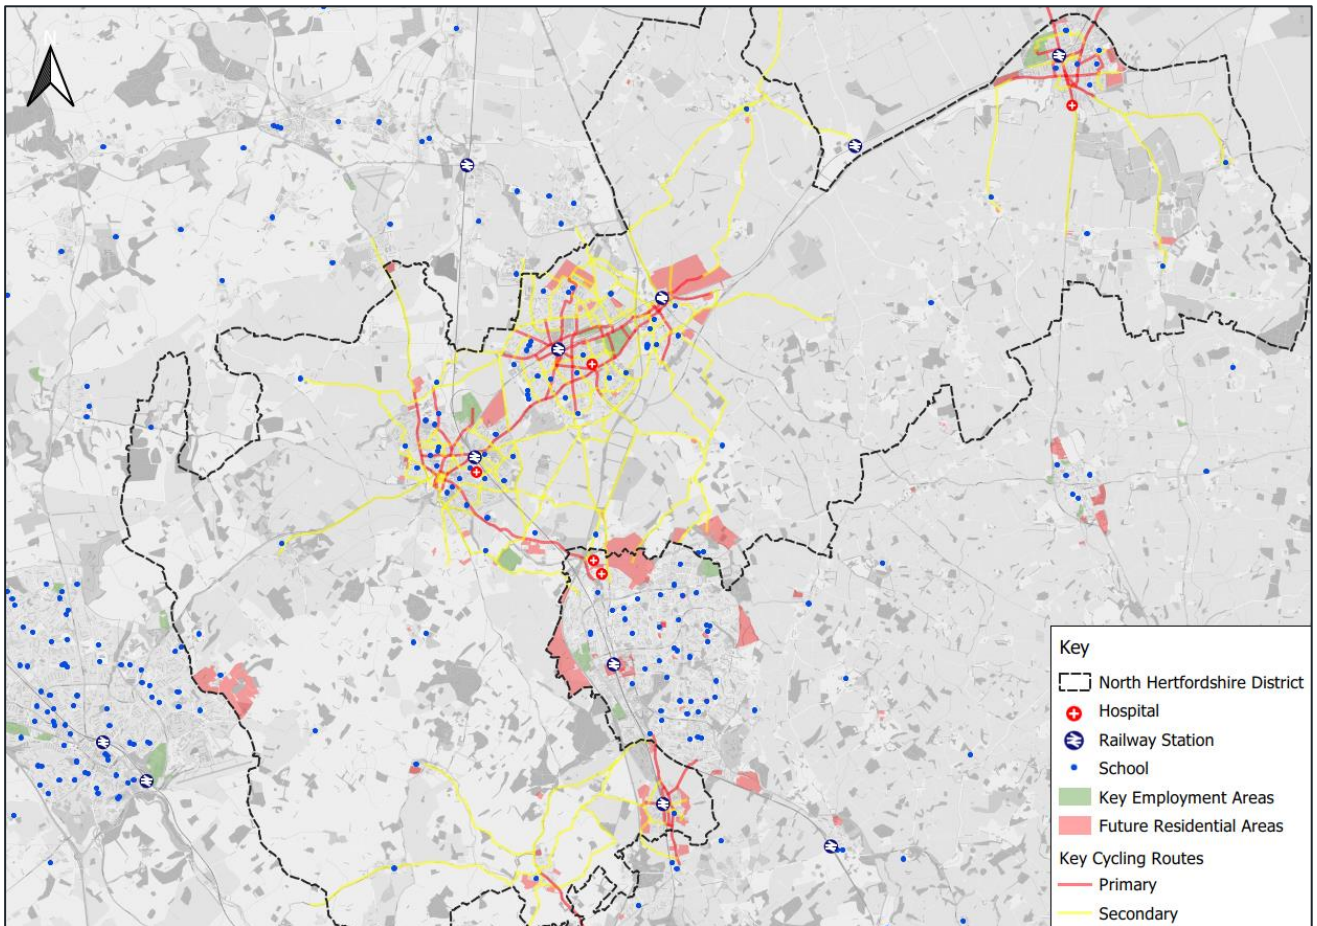 N
Key
North Hertfordshire District
Hospital
Railway Station
School
Key Employment Areas
Future Residential Areas
Key Cycling Routes
Primary
Secondary